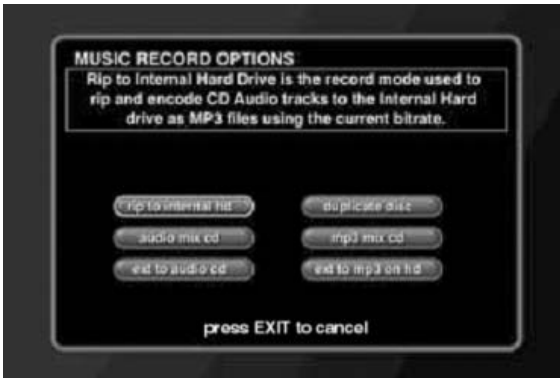 MUSIC RECORD OPTIONS
Rip to Internal Hard Drive is the record mode used to
rip and encode CD Audio tracks to the Internal Hard
drive as MP3 files using the current bitrate.
rip to internal hd duplicate disc
audio mix cd mp3 mix cd
ext to audio cd ext to mp3 on hd
press EXIT to cancel